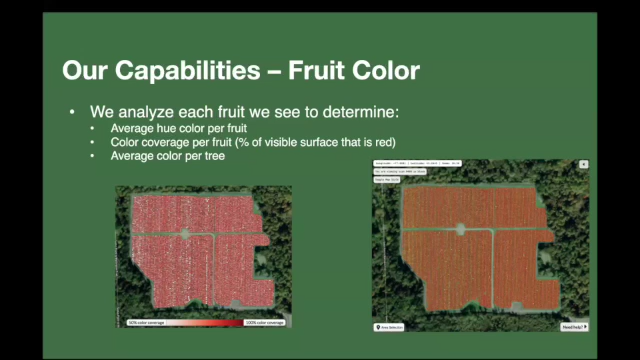 Our Capabilities – Fruit Color
• We analyze each fruit we see to determine:
• Average hue color per fruit
• Color coverage per fruit (% of visible surface that is red)
• Average color per tree
50% color coverage
100% color coverage
Area Selection
Need help?